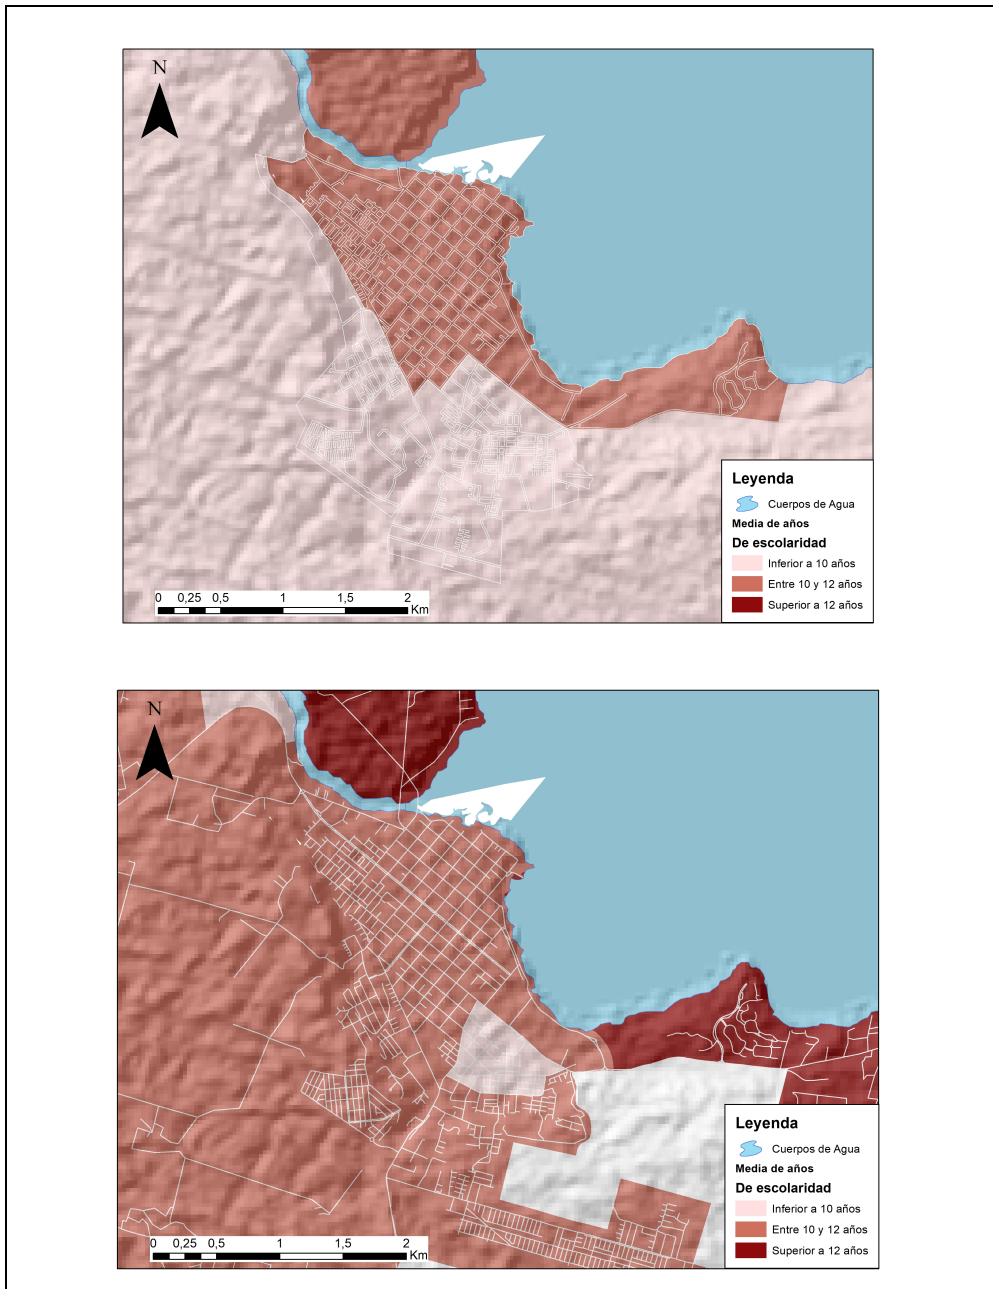 N
Leyenda
Cuerpos de Agua
Media de años
De escolaridad
Inferior a 10 años
Entre 10 y 12 años
Superior a 12 años
0 0,25 0,5 1 1,5 2
Km
N
Leyenda
Cuerpos de Agua
Media de años
De escolaridad
Inferior a 10 años
Entre 10 y 12 años
Superior a 12 años
0 0,25 0,5 1 1,5 2
Km